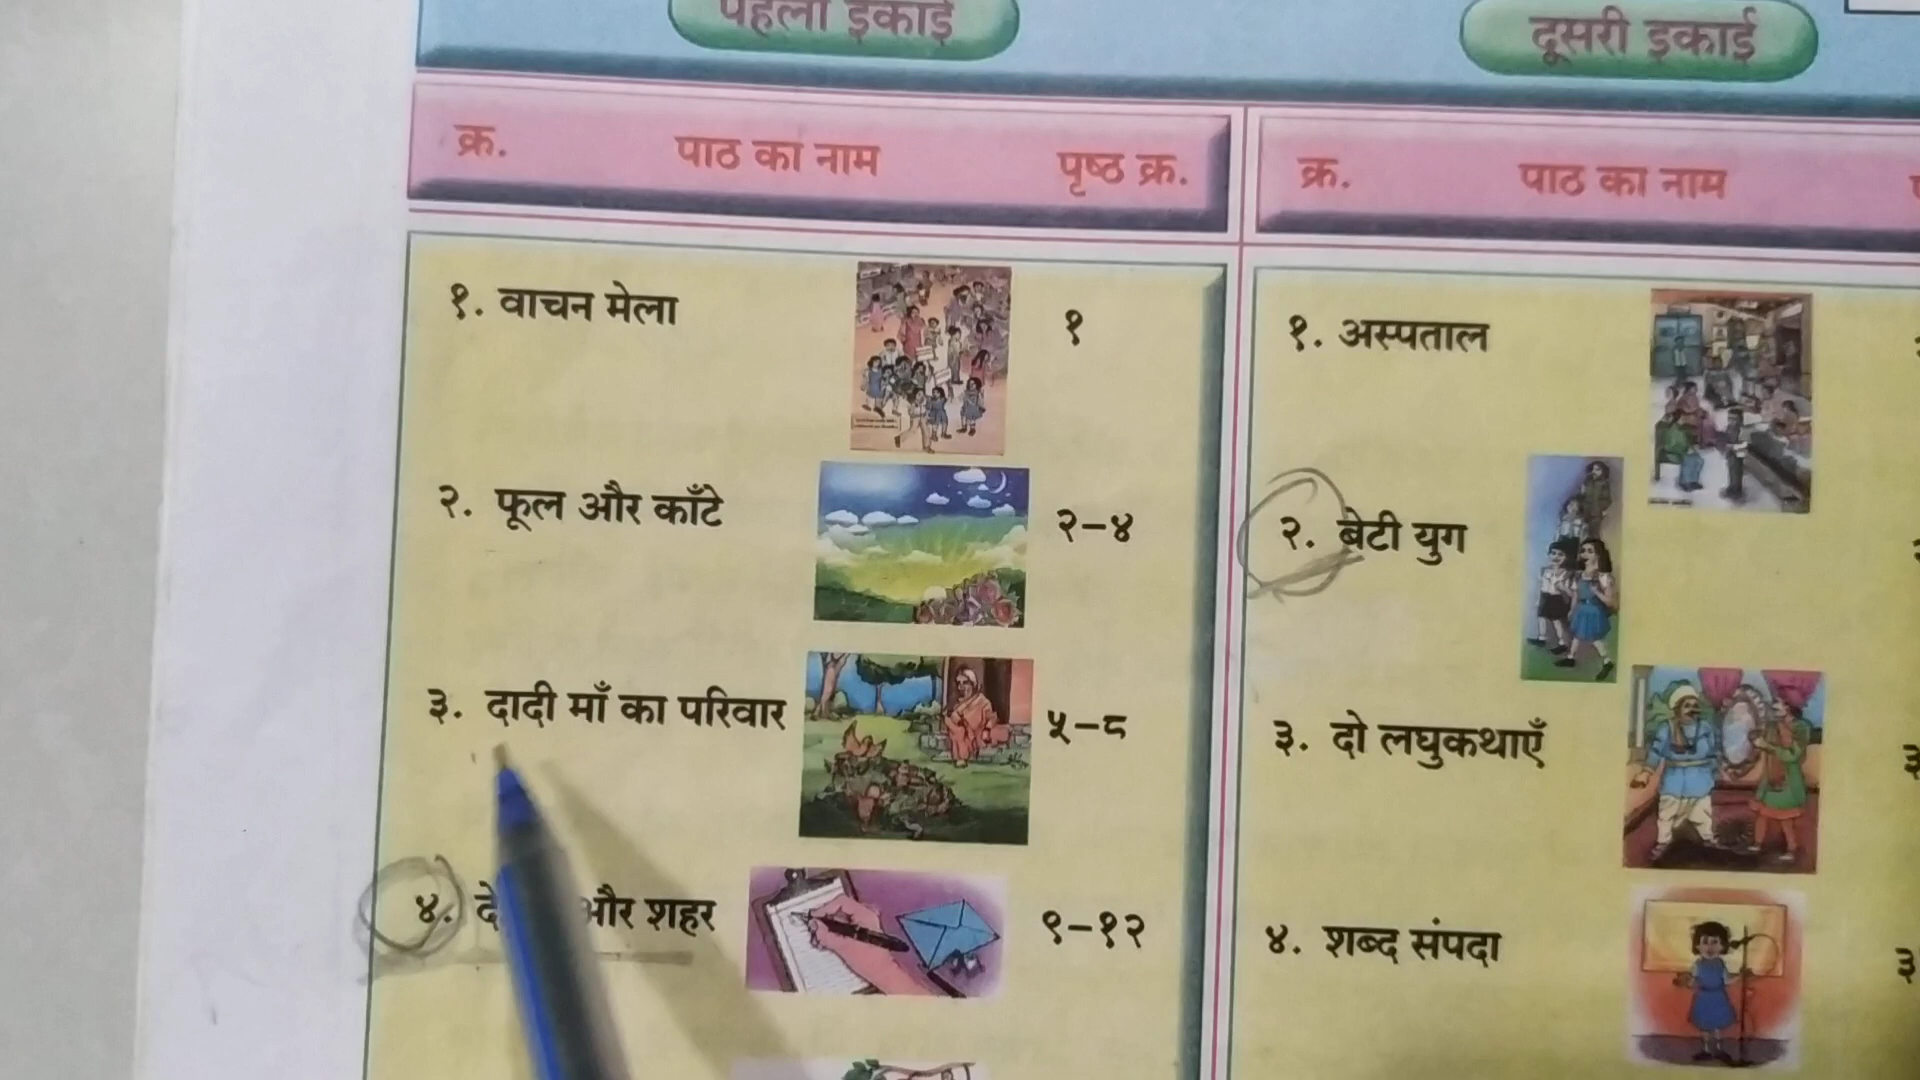 पहली इकाई
दूसरी इकाई
क्र. पाठ का नाम पृष्ठ क्र.
क्र. पाठ का नाम
१. वाचन मेला १
२. फूल और काँटे २-४
३. दादी माँ का परिवार ५-८
४. और शहर ९-१२
१. अस्पताल
२. बेटी युग
३. दो लघुकथाएँ
४. शब्द संपदा